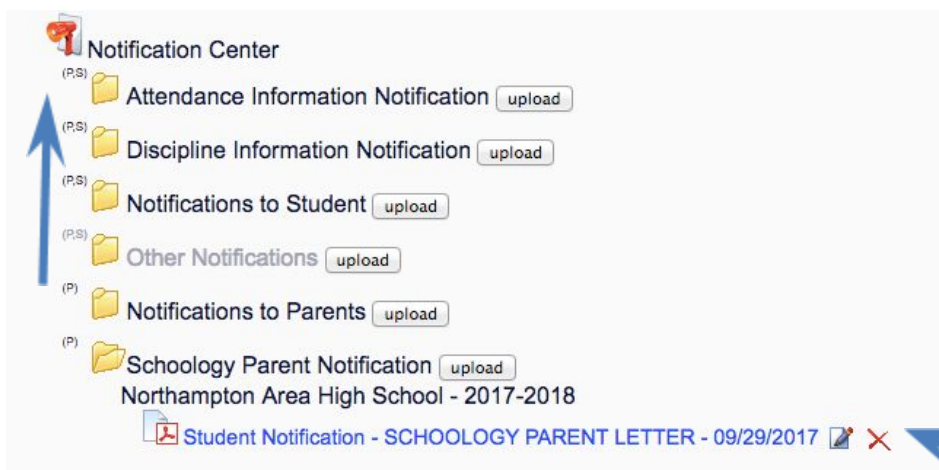 Notification Center
(P,S) Attendance Information Notification upload
(P,S) Discipline Information Notification upload
(P,S) Notifications to Student upload
(P,S) Other Notifications upload
(P) Notifications to Parents upload
(P) Schoology Parent Notification upload
Northampton Area High School - 2017-2018
Student Notification - SCHOOLOGY PARENT LETTER - 09/29/2017